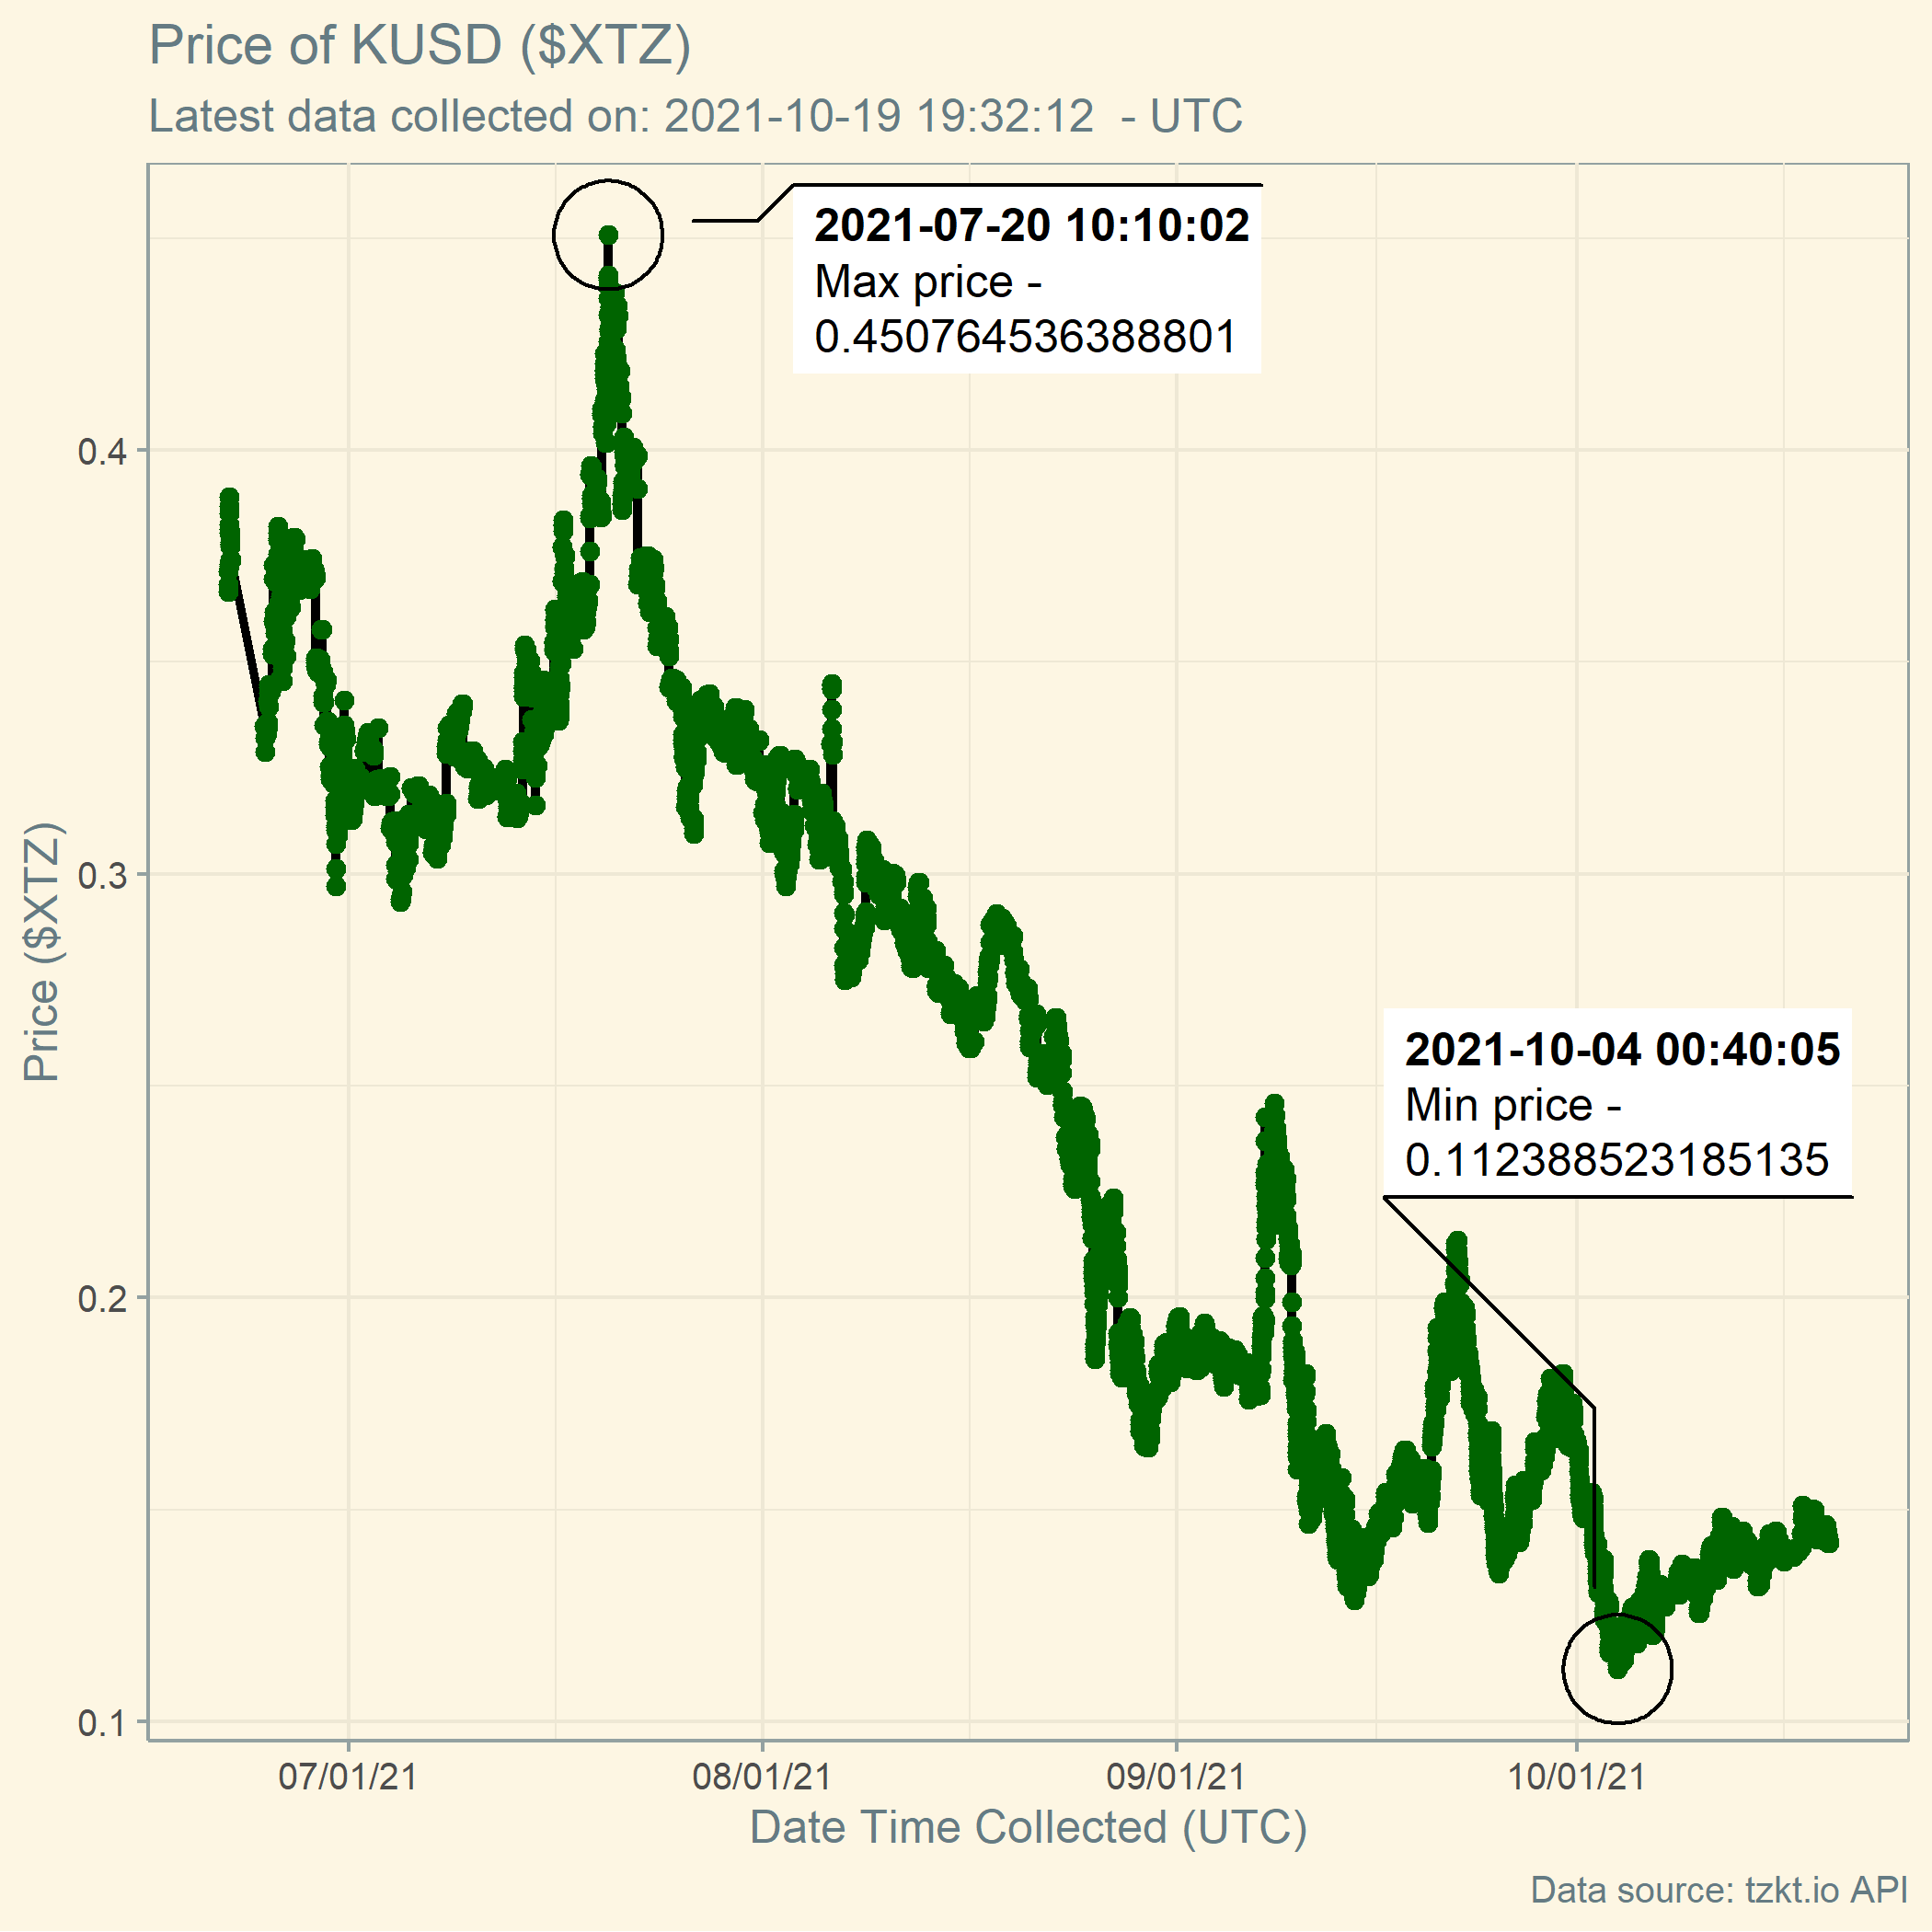 Price of KUSD ($XTZ)
Latest data collected on: 2021-10-19 19:32:12  - UTC
2021-07-20 10:10:02
Max price -
0.450764536388801
0.4
0.3
0.2
0.1
Price ($XTZ)
2021-10-04 00:40:05
Min price -
0.112388523185135
07/01/21
08/01/21
09/01/21
10/01/21
Date Time Collected (UTC)
Data source: tzkt.io API